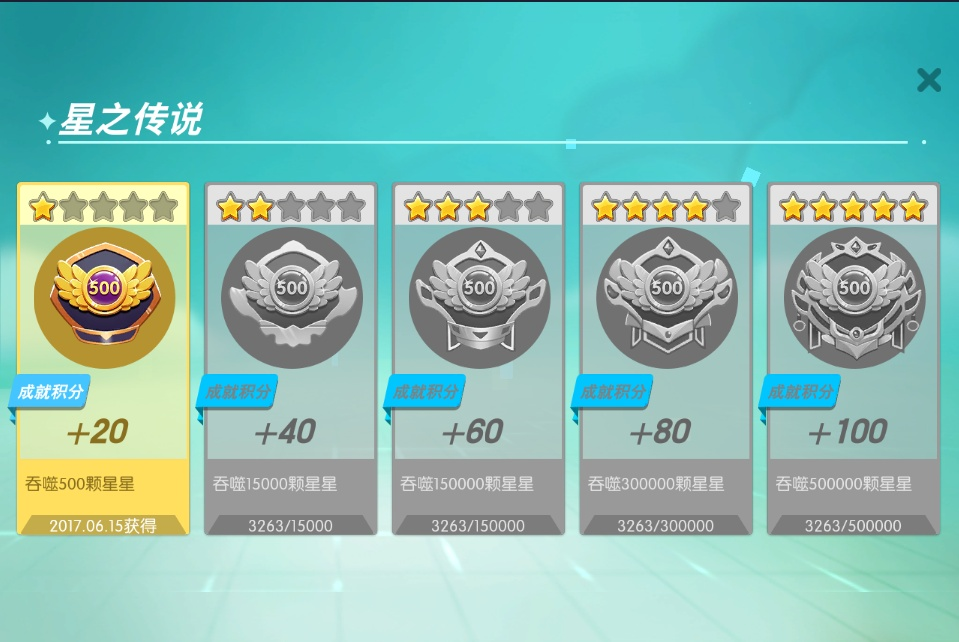 星之传说
500
成就积分
+20
吞噬500颗星星
2017.06.15获得
500
成就积分
+40
吞噬15000颗星星
3263/15000
500
成就积分
+60
吞噬150000颗星星
3263/150000
500
成就积分
+80
吞噬300000颗星星
3263/300000
500
成就积分
+100
吞噬500000颗星星
3263/500000